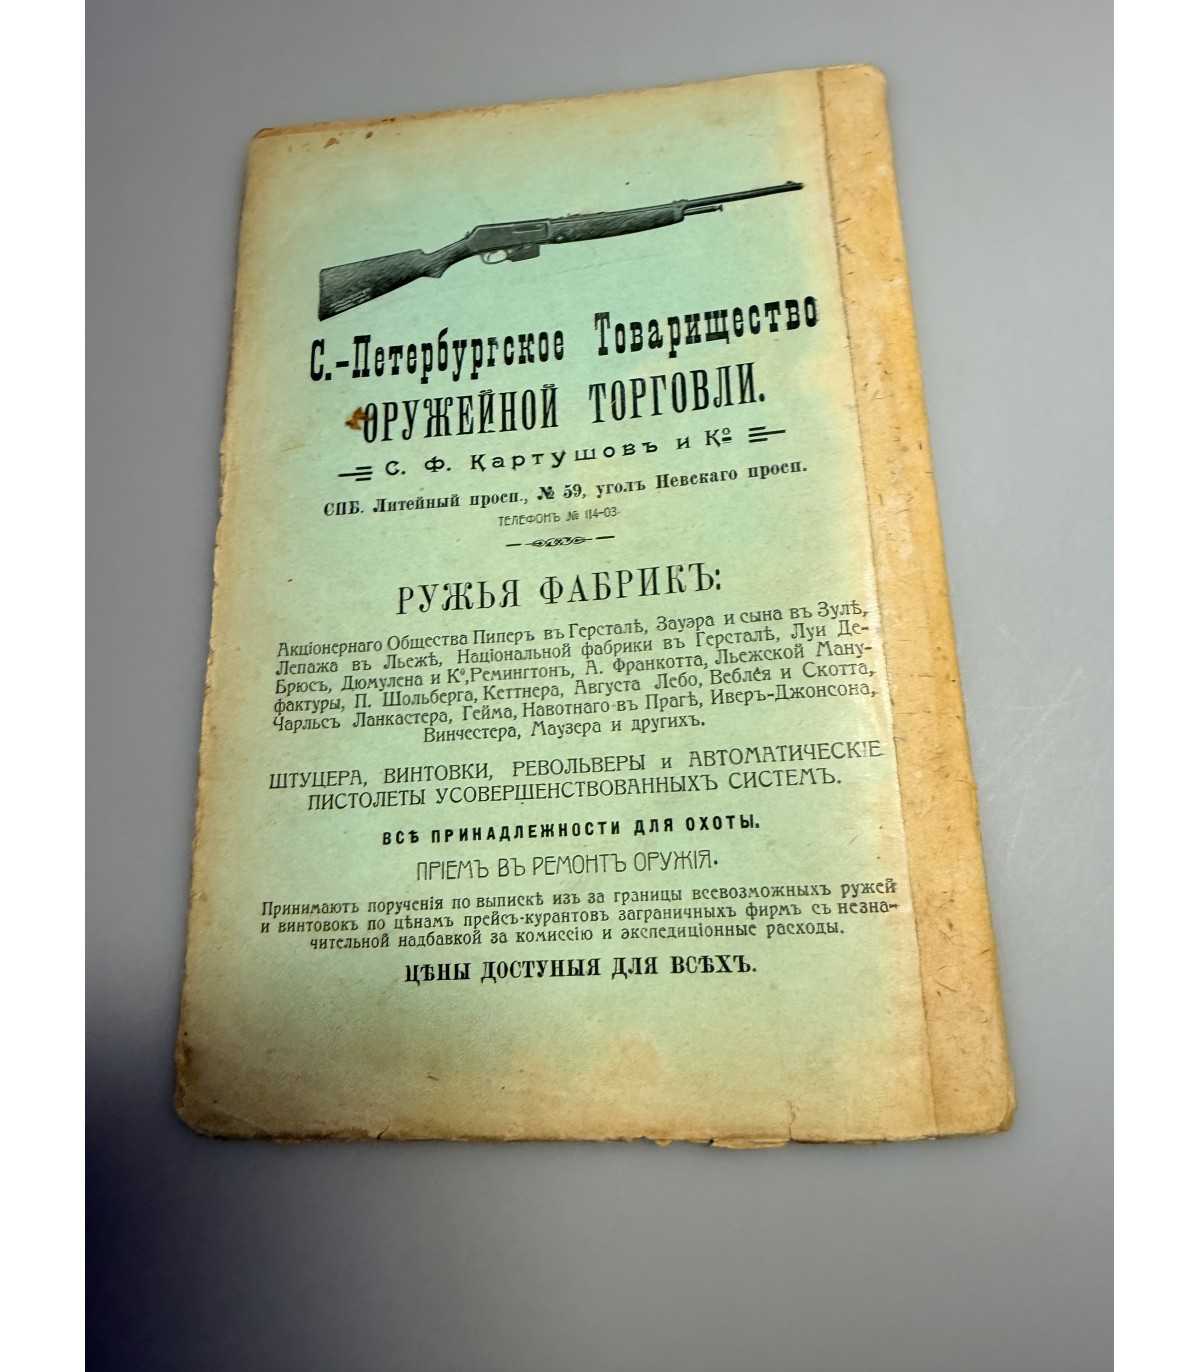 С.-Петербургское Товарищество
ОРУЖЕЙНОЙ ТОРГОВЛИ.
С. Ф. Картушовъ и Кº
СПБ. Литейный просп., № 59, уголъ Невскаго просп.
ТЕЛЕФОНЪ № 114-03.
РУЖЬЯ ФАБРИКЪ:
Акціонернаго Общества Пиперъ въ Герсталѣ, Зауэра и сына въ Зулѣ,
Лепажа въ Льежѣ, Національной фабрики въ Герсталѣ, Луи Де-
Брюсъ, Дюмулена и Кº, Ремингтонъ, А. Франкотта, Льежской Ману-
фактуры, П. Шольберга, Кеттнера, Августа Лебо, Веблея и Скотта,
Чарльсъ Ланкастера, Гейма, Навотнаго въ Прагѣ, Иверъ-Джонсона,
Винчестера, Маузера и другихъ.
ШТУЦЕРА, ВИНТОВКИ, РЕВОЛЬВЕРЫ и АВТОМАТИЧЕСКІЕ
ПИСТОЛЕТЫ УСОВЕРШЕНСТВОВАННЫХЪ СИСТЕМЪ.
ВСѢ ПРИНАДЛЕЖНОСТИ ДЛЯ ОХОТЫ.
ПРІЕМЪ ВЪ РЕМОНТЪ ОРУЖІЯ.
Принимаютъ порученія по выпискѣ изъ за границы всевозможныхъ ружей
и винтовокъ по цѣнамъ прейсъ-курантовъ заграничныхъ фирмъ съ незна-
чительной надбавкой за комиссію и экспедиціонные расходы.
ЦѢНЫ ДОСТУПНЫЯ ДЛЯ ВСѢХЪ.